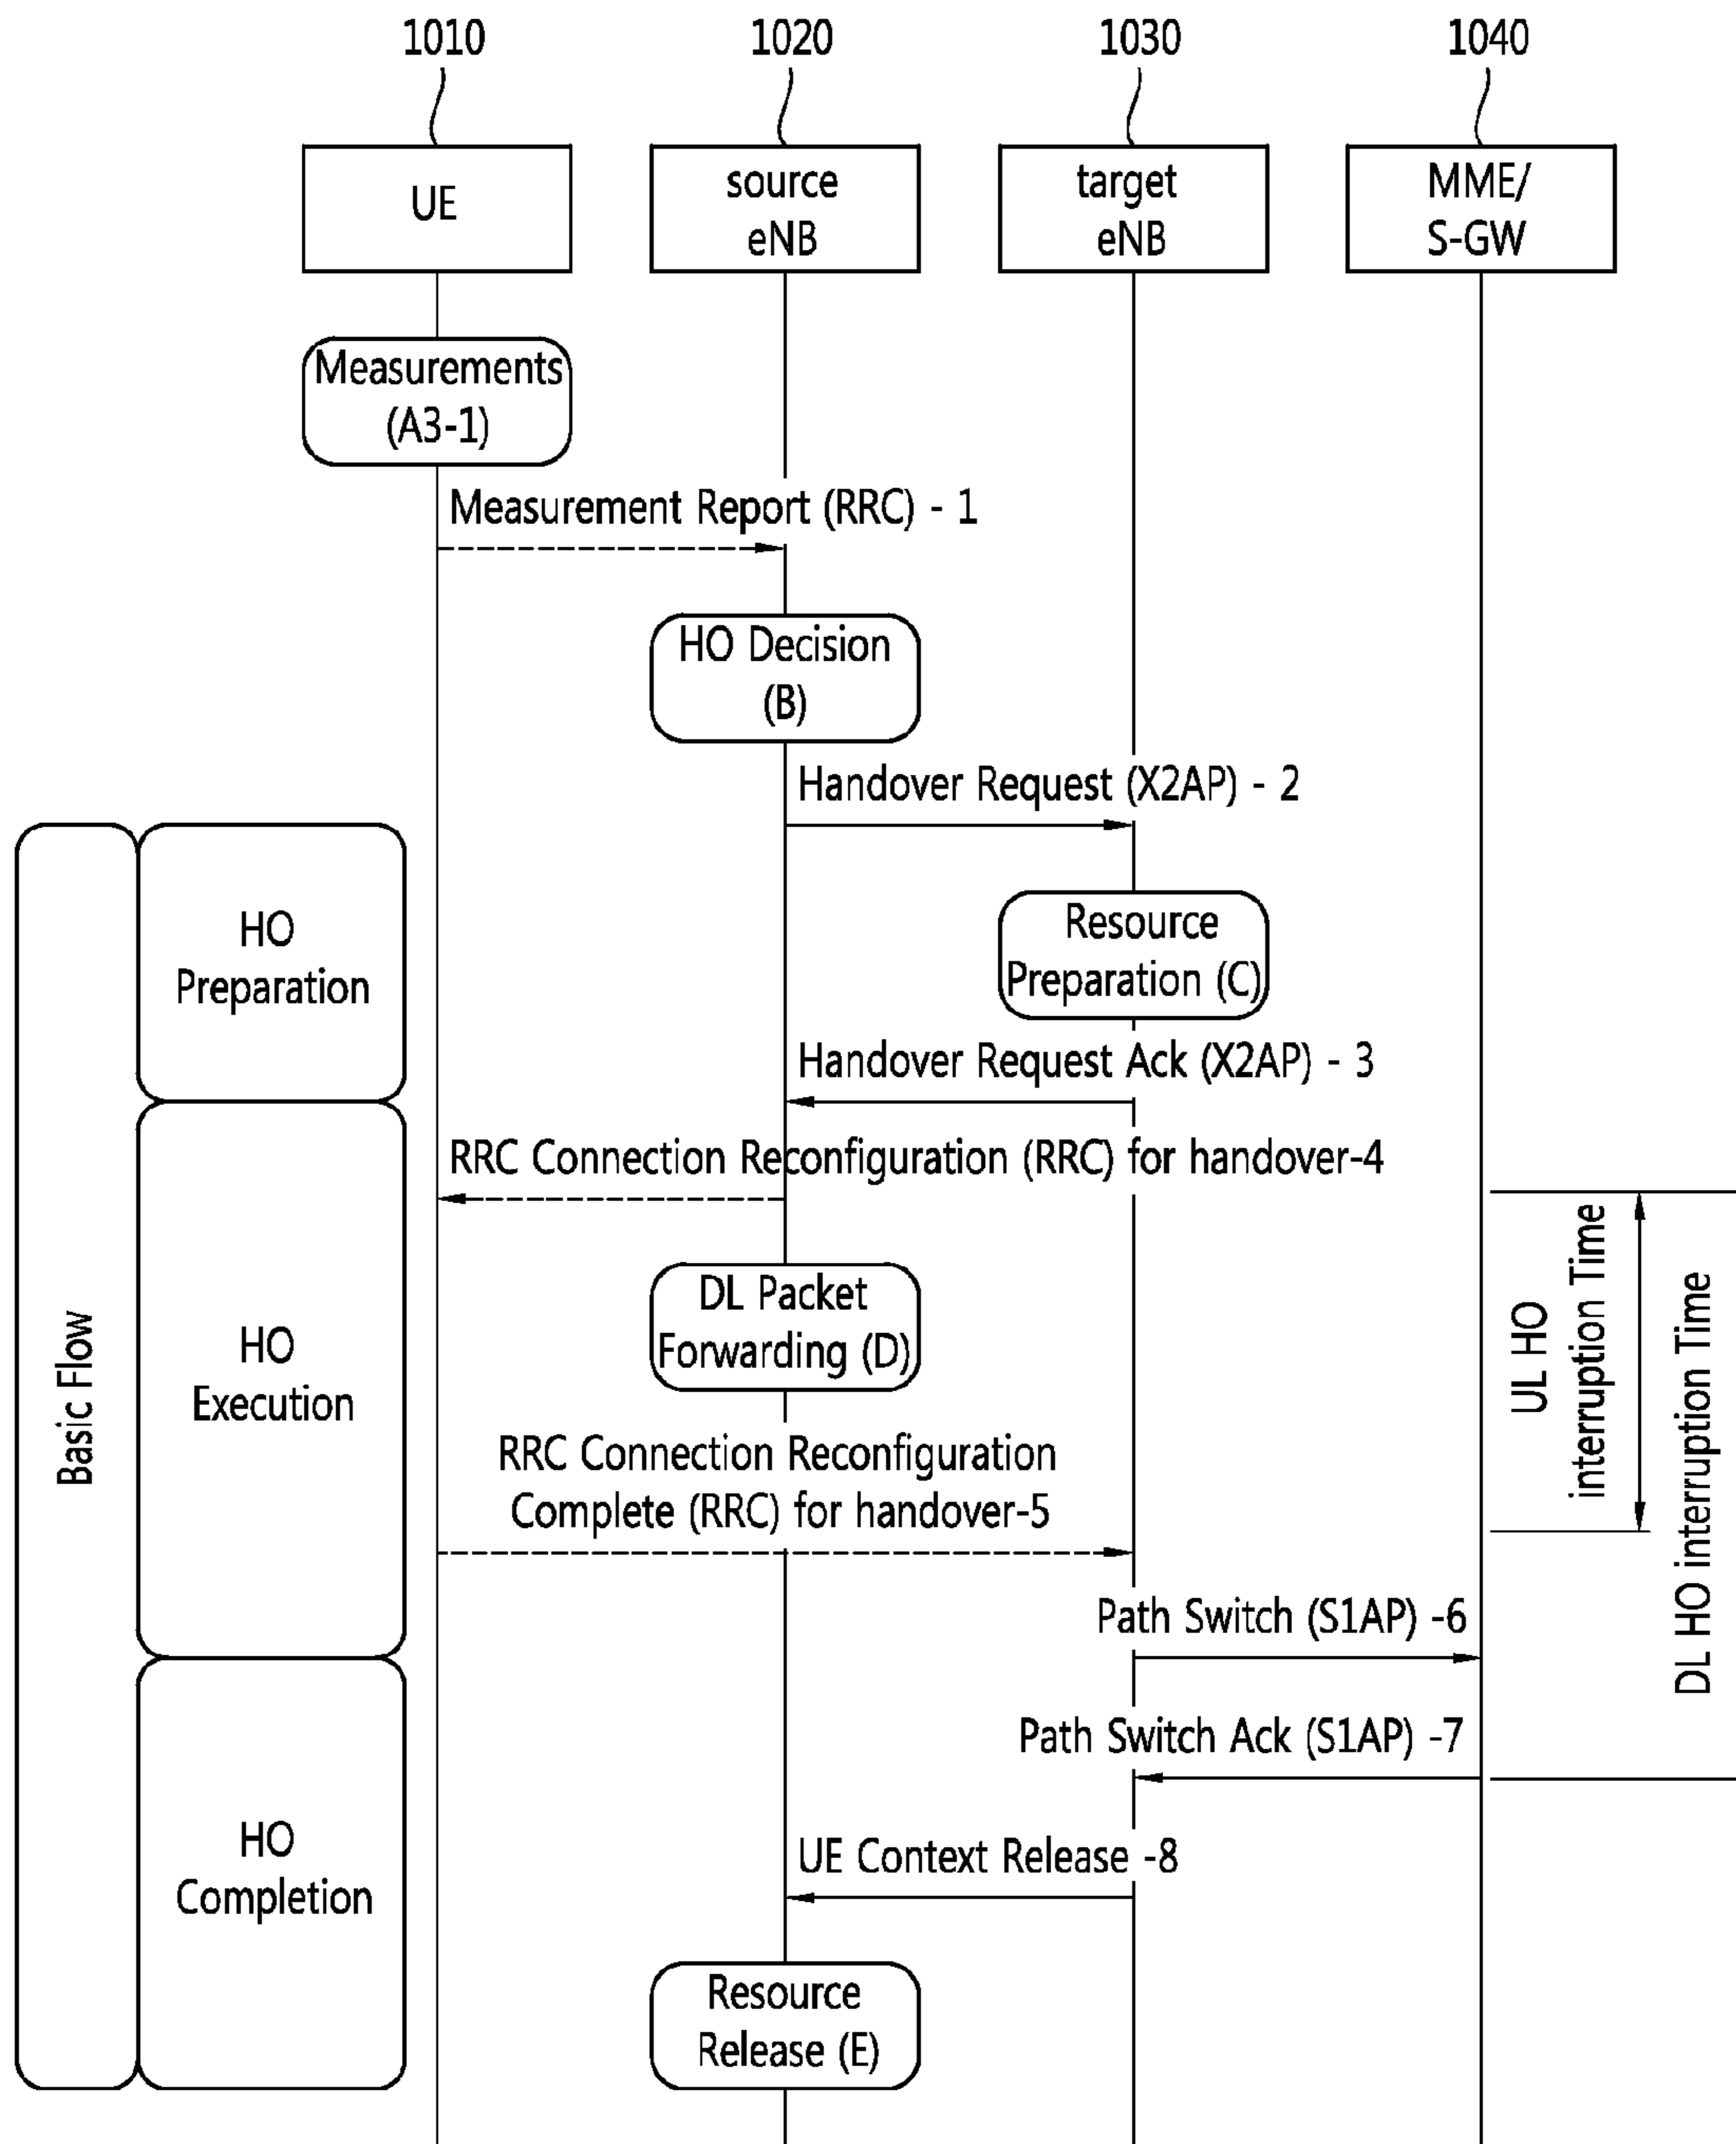 1010
1020
1030
1040
UE
source
eNB
target
eNB
MME/
S-GW
Measurements
(A3-1)
Measurement Report (RRC) - 1
HO Decision
(B)
Handover Request (X2AP) - 2
Basic Flow
HO
Preparation
Resource
Preparation (C)
Handover Request Ack (X2AP) - 3
RRC Connection Reconfiguration (RRC) for handover-4
HO
Execution
DL Packet
Forwarding (D)
UL HO
interruption Time
DL HO interruption Time
RRC Connection Reconfiguration
Complete (RRC) for handover-5
Path Switch (S1AP) -6
Path Switch Ack (S1AP) -7
HO
Completion
UE Context Release -8
Resource
Release (E)